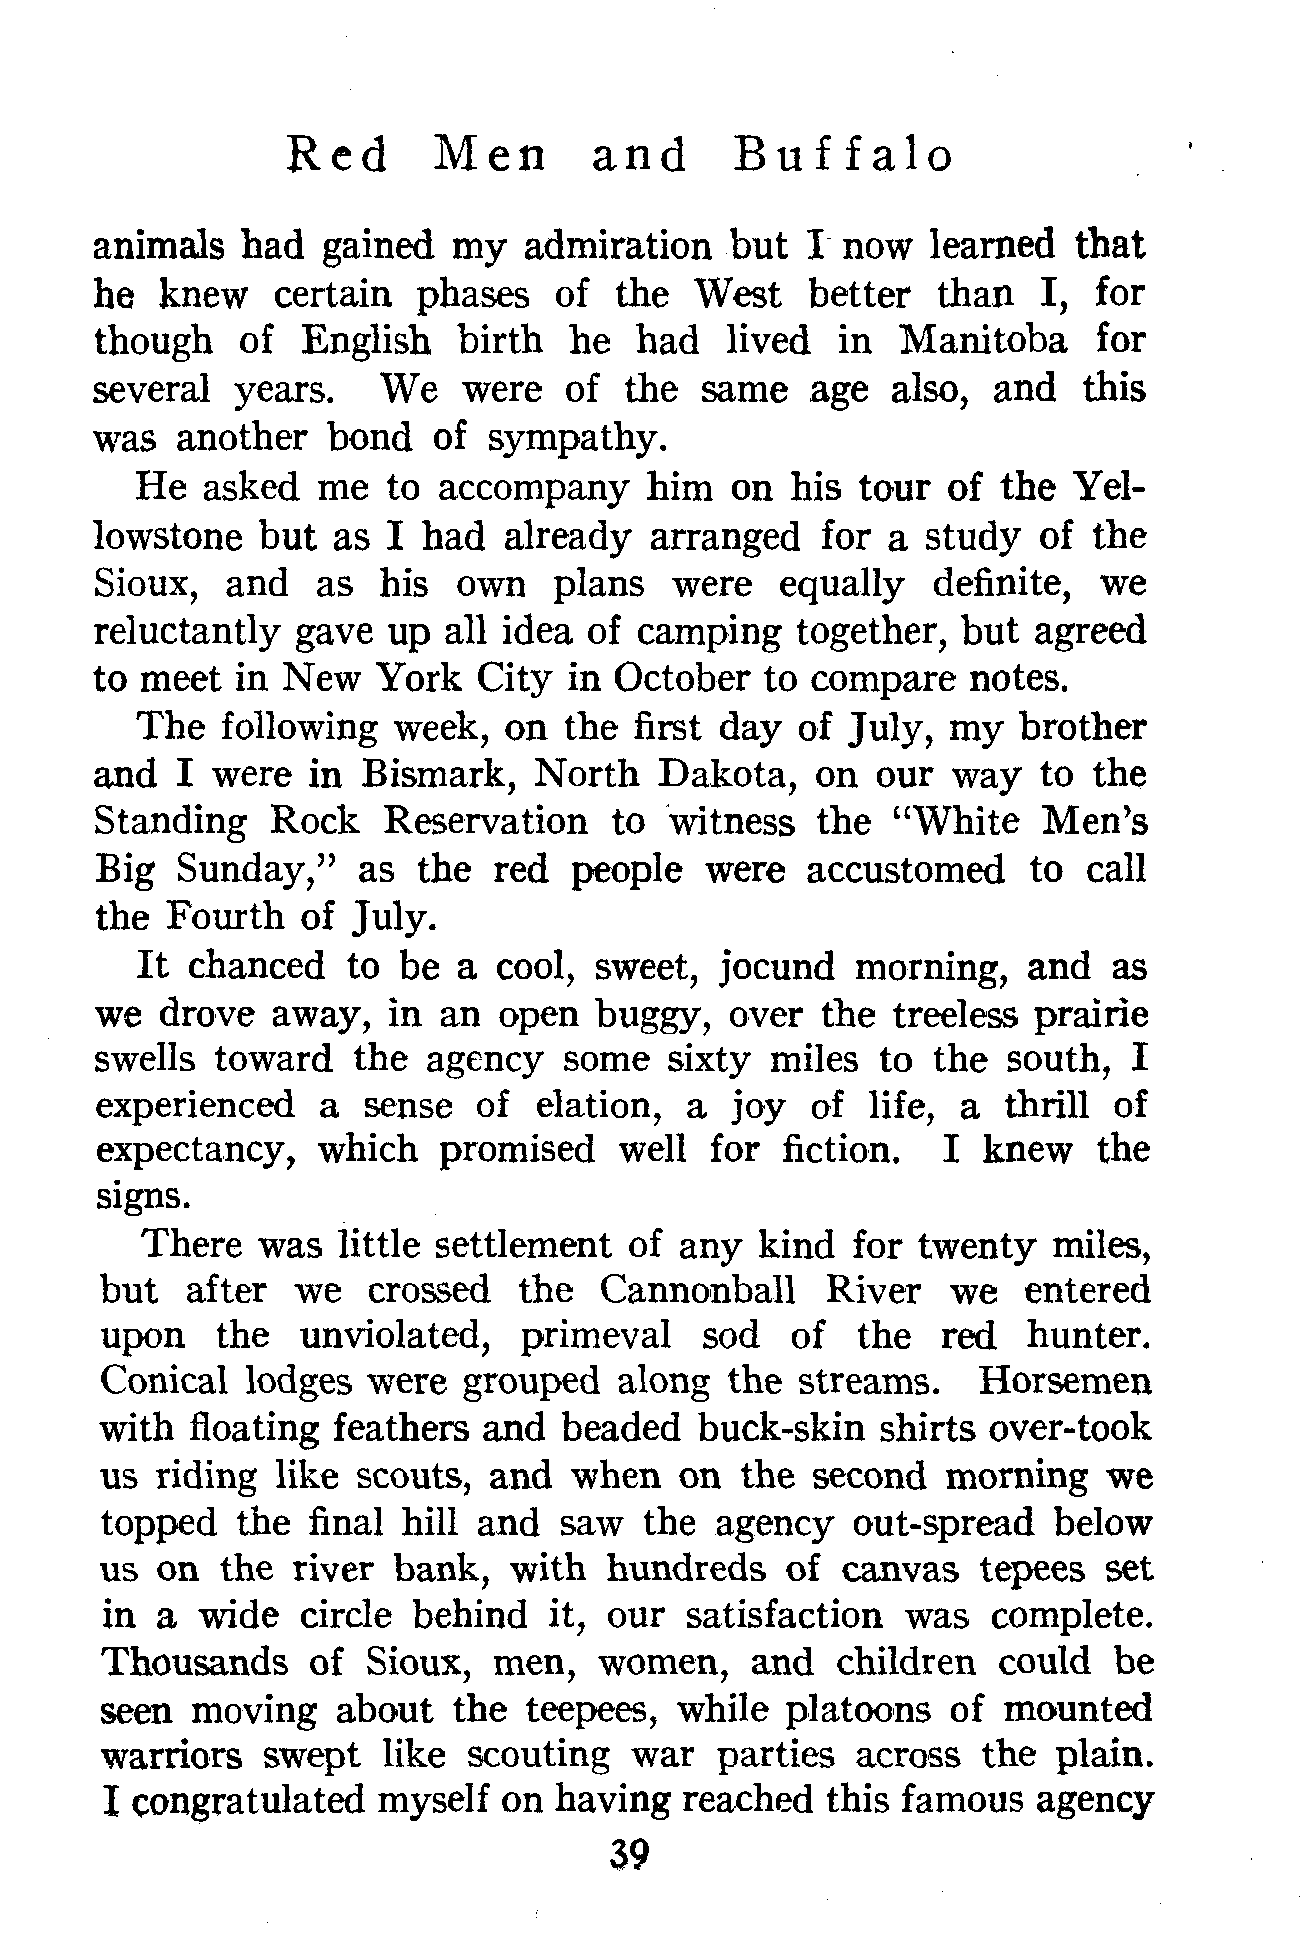 Red Men and Buffalo
animals had gained my admiration but I now learned that
he knew certain phases of the West better than I, for
though of English birth he had lived in Manitoba for
several years. We were of the same age also, and this
was another bond of sympathy.
He asked me to accompany him on his tour of the Yel-
lowstone but as I had already arranged for a study of the
Sioux, and as his own plans were equally definite, we
reluctantly gave up all idea of camping together, but agreed
to meet in New York City in October to compare notes.
The following week, on the first day of July, my brother
and I were in Bismark, North Dakota, on our way to the
Standing Rock Reservation to witness the "White Men's
Big Sunday," as the red people were accustomed to call
the Fourth of July.
It chanced to be a cool, sweet, jocund morning, and as
we drove away, in an open buggy, over the treeless prairie
swells toward the agency some sixty miles to the south, I
experienced a sense of elation, a joy of life, a thrill of
expectancy, which promised well for fiction. I knew the
signs.
There was little settlement of any kind for twenty miles,
but after we crossed the Cannonball River we entered
upon the unviolated, primeval sod of the red hunter.
Conical lodges were grouped along the streams. Horsemen
with floating feathers and beaded buck-skin shirts over-took
us riding like scouts, and when on the second morning we
topped the final hill and saw the agency out-spread below
us on the river bank, with hundreds of canvas tepees set
in a wide circle behind it, our satisfaction was complete.
Thousands of Sioux, men, women, and children could be
seen moving about the teepees, while platoons of mounted
warriors swept like scouting war parties across the plain.
I congratulated myself on having reached this famous agency
39